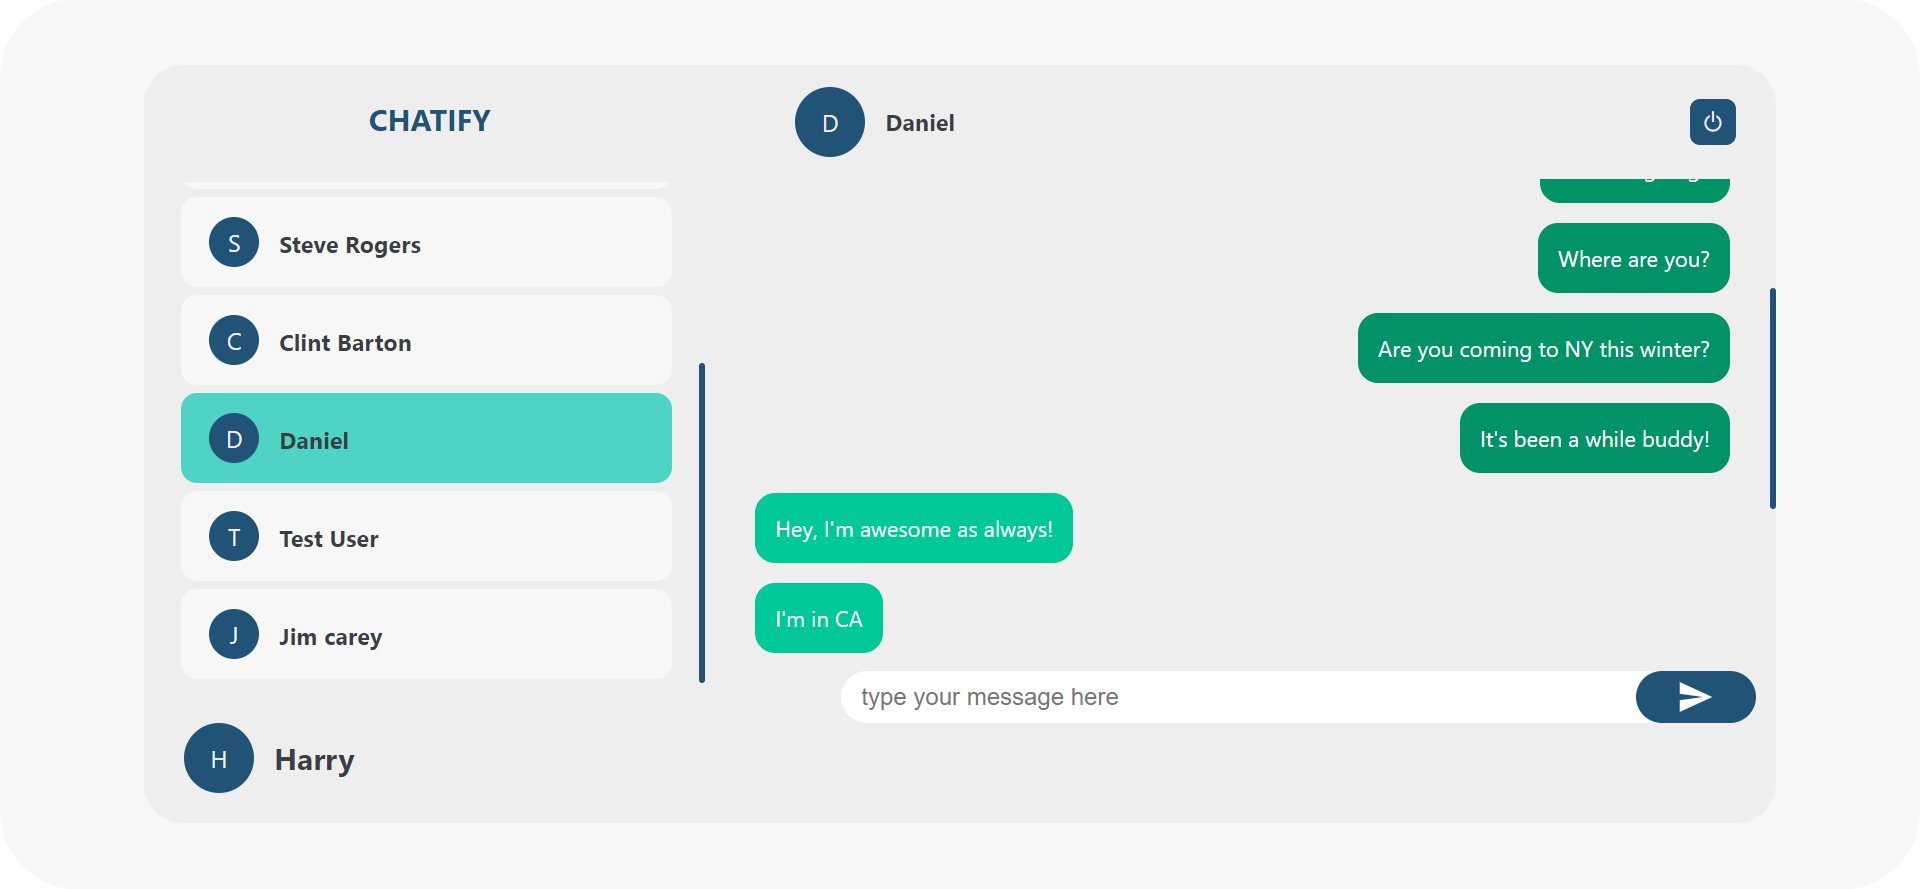 CHATIFY
S
Steve Rogers
C
Clint Barton
D
Daniel
T
Test User
J
Jim carey
H
Harry
D
Daniel
Where are you?
Are you coming to NY this winter?
It's been a while buddy!
Hey, I'm awesome as always!
I'm in CA
type your message here